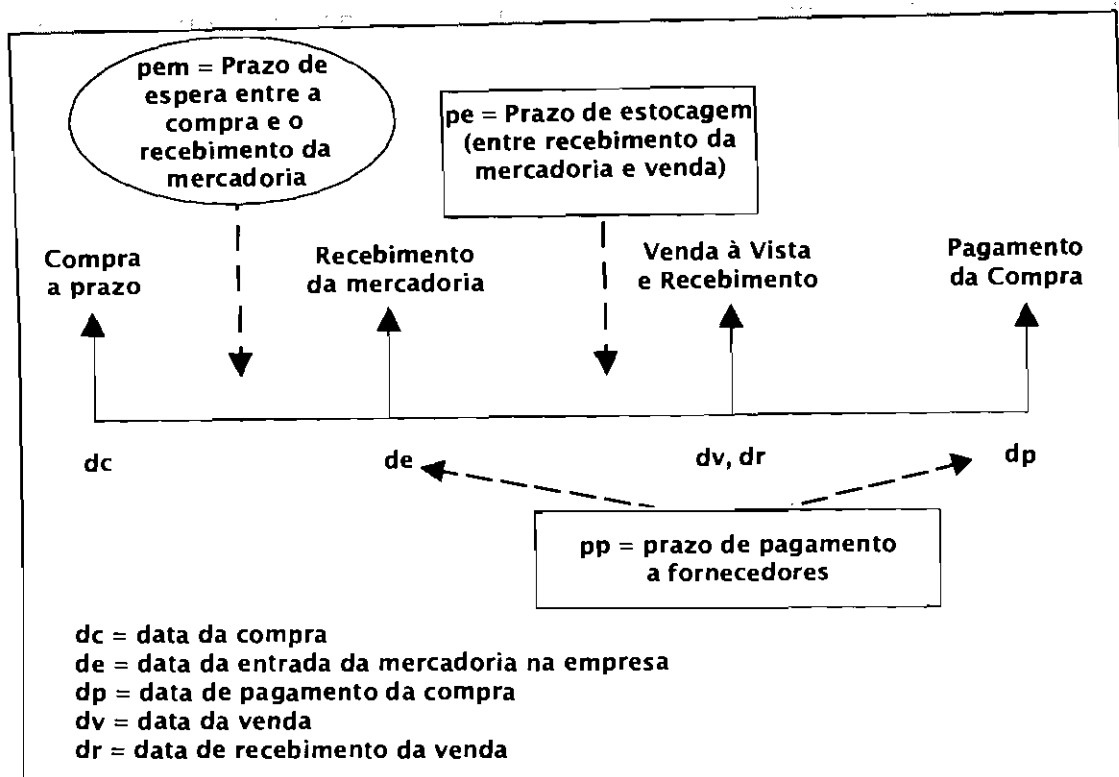 pem = Prazo de
espera entre a
compra e o
recebimento da
mercadoria
pe = Prazo de estocagem
(entre recebimento da
mercadoria e venda)
Compra
a prazo
Recebimento
da mercadoria
Venda à Vista
e Recebimento
Pagamento
da Compra
dc
de
dv, dr
dp
pp = prazo de pagamento
a fornecedores
dc = data da compra
de = data da entrada da mercadoria na empresa
dp = data de pagamento da compra
dv = data da venda
dr = data de recebimento da venda